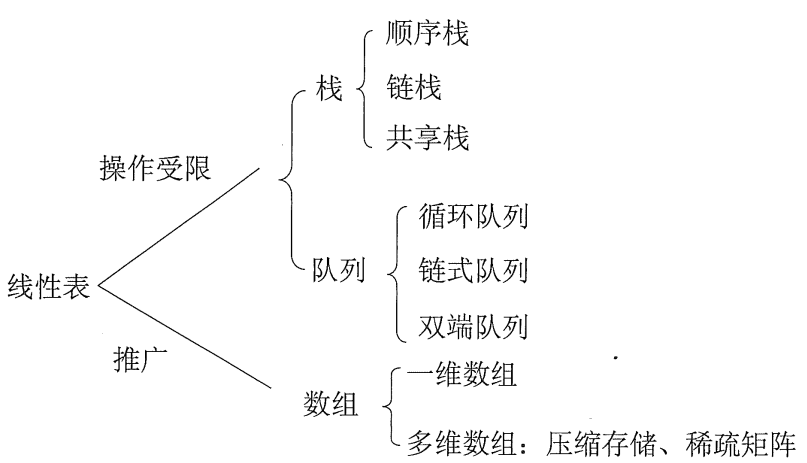 顺序栈
栈
链栈
共享栈
操作受限
循环队列
队列
链式队列
线性表
双端队列
推广
一维数组
数组
多维数组：压缩存储、稀疏矩阵